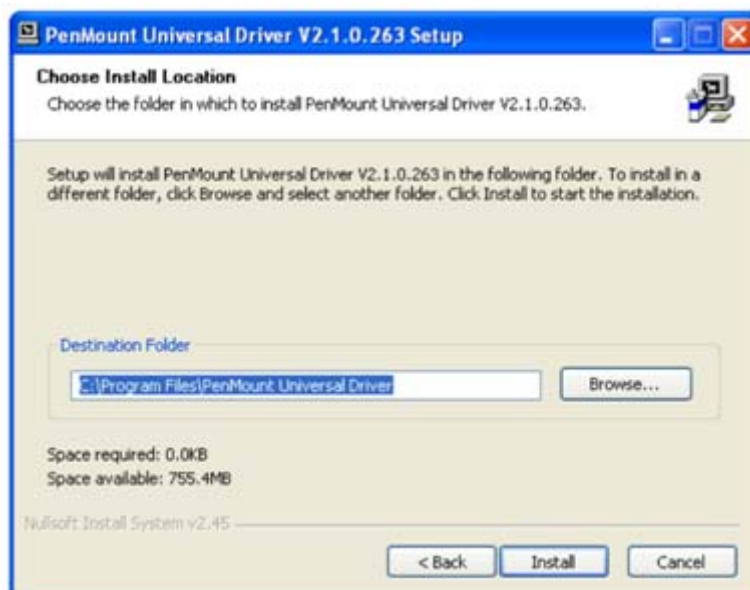 PenMount Universal Driver V2.1.0.263 Setup
Choose Install Location
Choose the folder in which to install PenMount Universal Driver V2.1.0.263.
Setup will install PenMount Universal Driver V2.1.0.263 in the following folder. To install in a
different folder, click Browse and select another folder. Click Install to start the installation.
Destination Folder
C:\Program Files\PenMount Universal Driver
Browse...
Space required: 0.0KB
Space available: 755.4MB
Nullsoft Install System v2.45
< Back
Install
Cancel